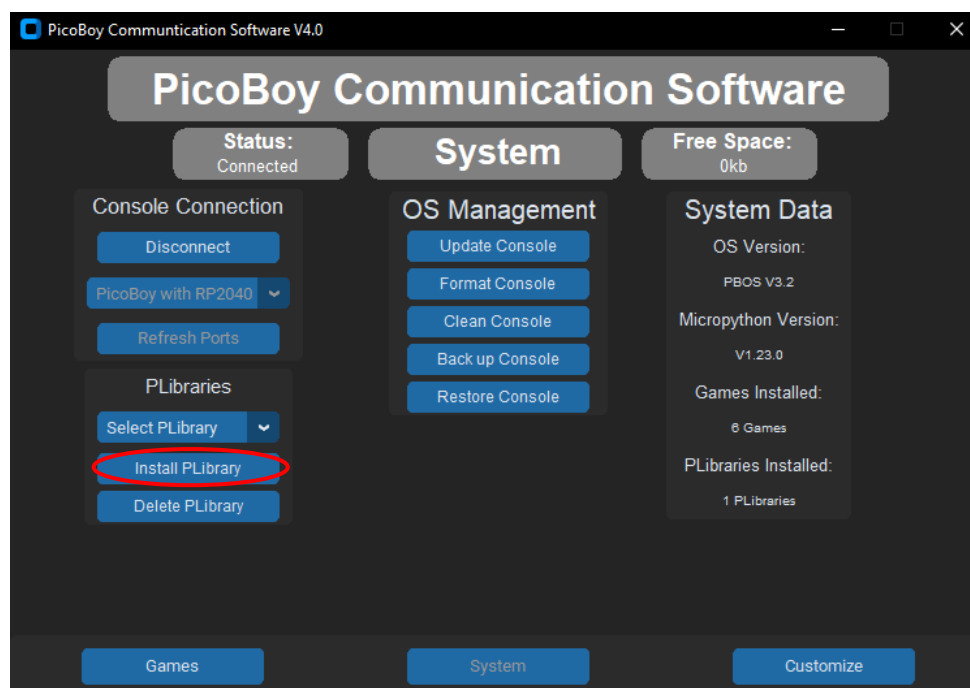 PicoBoy Communtication Software V4.0
PicoBoy Communication Software
Status:
Connected
System
Free Space:
0kb
Console Connection
Disconnect
PicoBoy with RP2040
Refresh Ports
PLibraries
Select PLibrary
Install PLibrary
Delete PLibrary
OS Management
Update Console
Format Console
Clean Console
Back up Console
Restore Console
System Data
OS Version:
PBOS V3.2
Micropython Version:
V1.23.0
Games Installed:
6 Games
PLibraries Installed:
1 PLibraries
Games
System
Customize